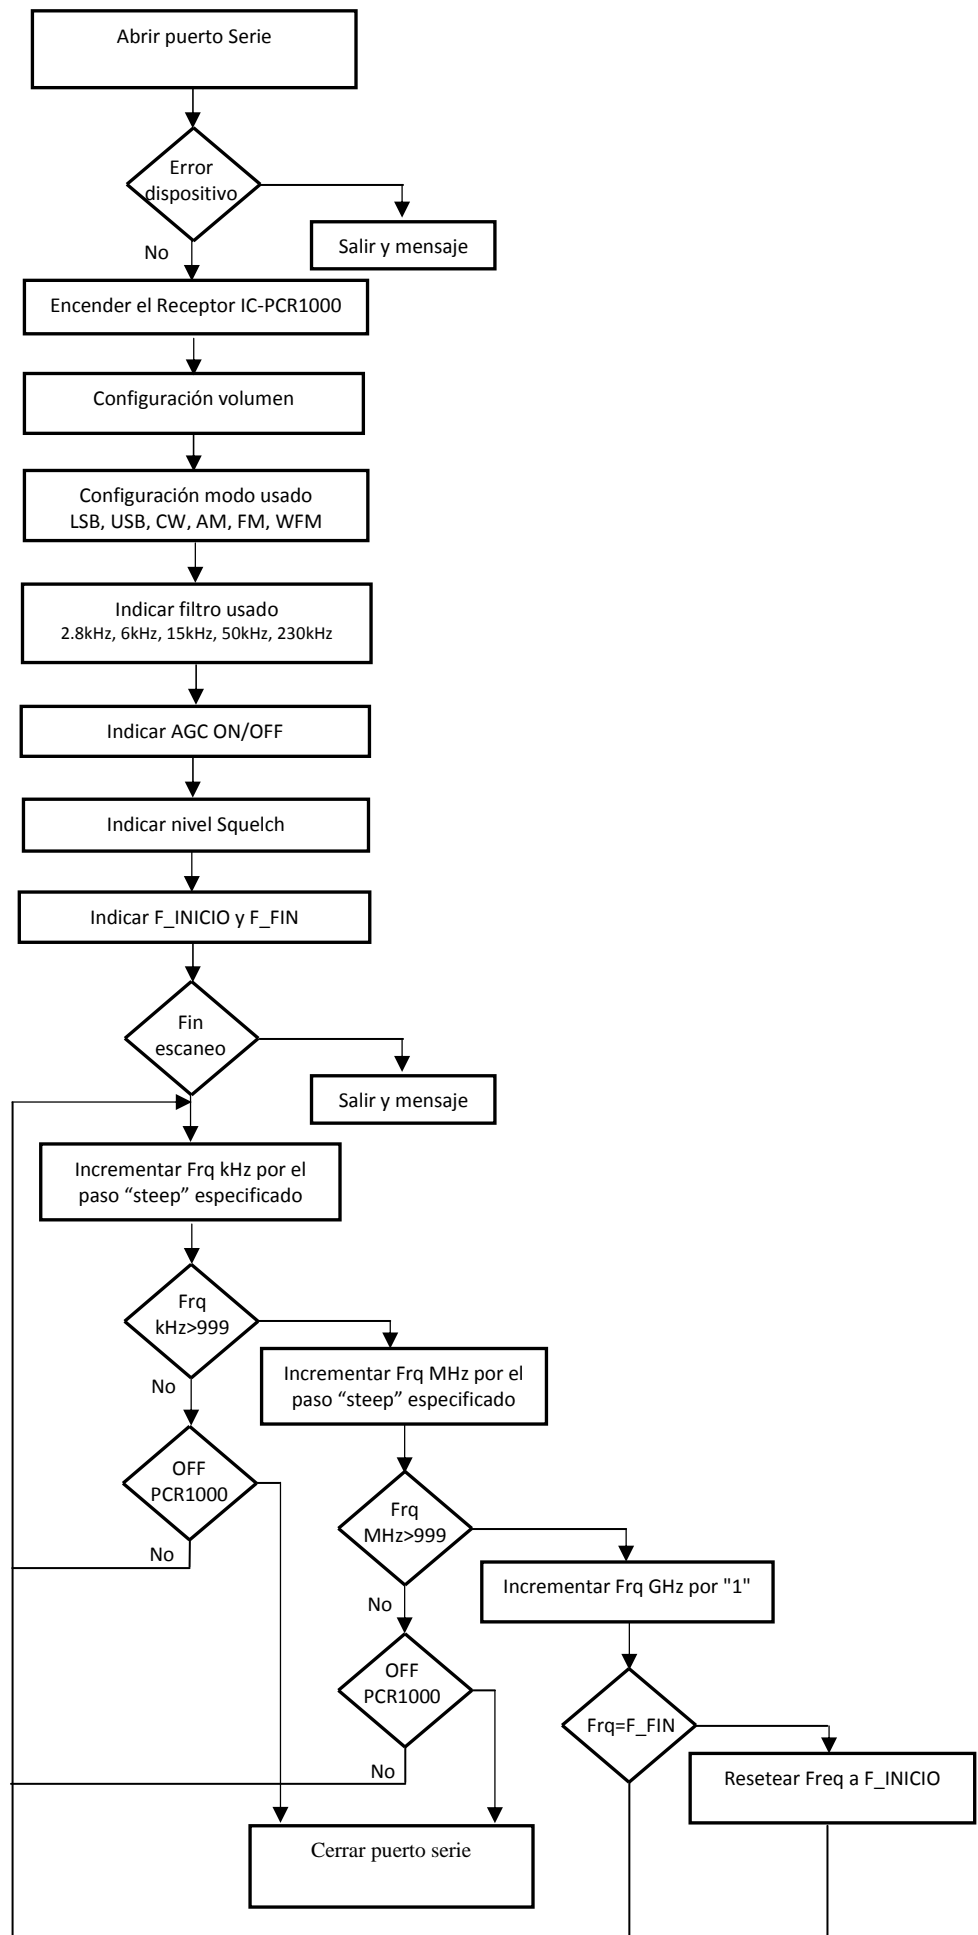 Abrir puerto Serie
Error
dispositivo
Salir y mensaje
No
Encender el Receptor IC-PCR1000
Configuración volumen
Configuración modo usado
LSB, USB, CW, AM, FM, WFM
Indicar filtro usado
2.8kHz, 6kHz, 15kHz, 50kHz, 230kHz
Indicar AGC ON/OFF
Indicar nivel Squelch
Indicar F_INICIO y F_FIN
Fin
escaneo
Salir y mensaje
Incrementar Frq kHz por el
paso “steep” especificado
Frq
kHz>999
Incrementar Frq MHz por el
paso “steep” especificado
No
OFF
PCR1000
No
Frq
MHz>999
Incrementar Frq GHz por "1"
No
OFF
PCR1000
No
Frq=F_FIN
Resetear Freq a F_INICIO
Cerrar puerto serie